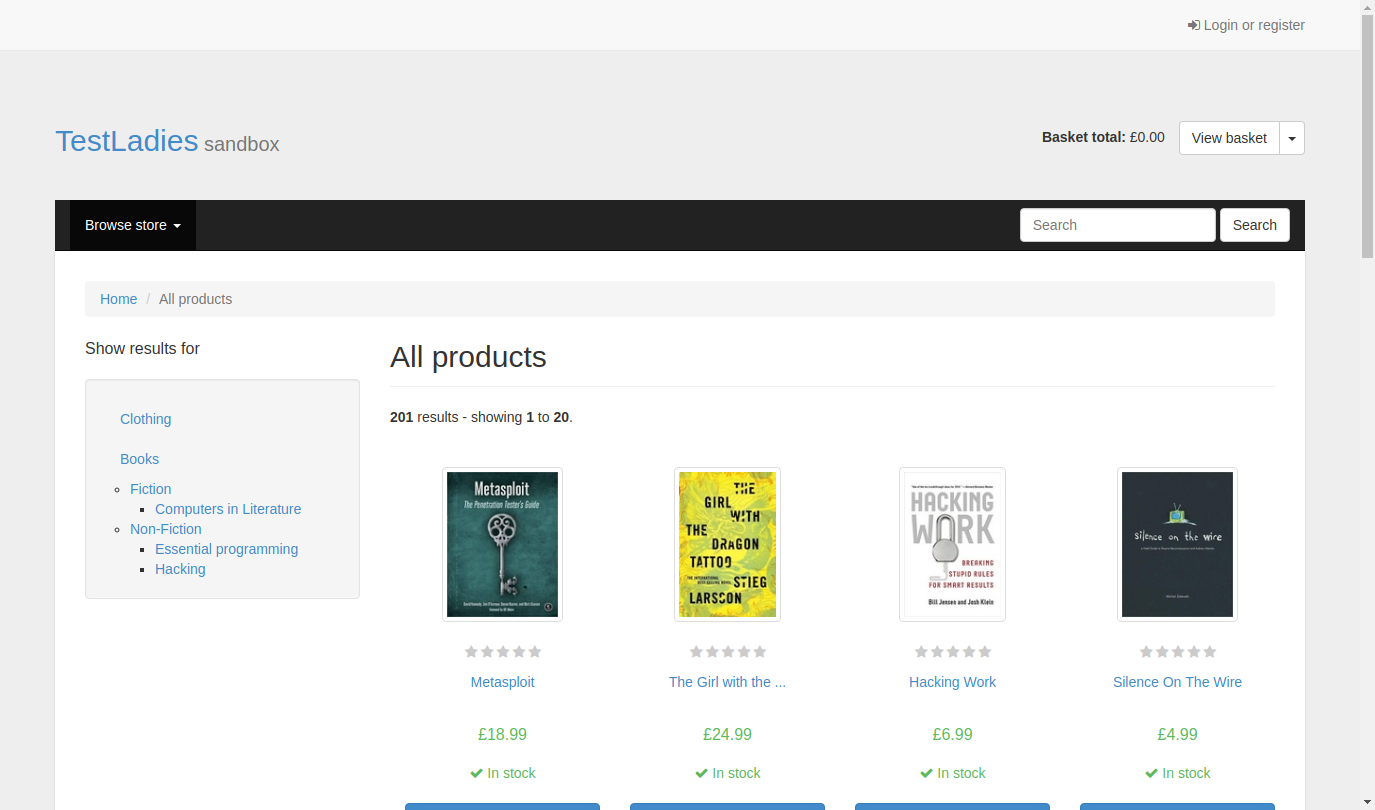 Login or register
TestLadies sandbox
Basket total: £0.00
View basket
Browse store
Search
Search
Home / All products
Show results for
Clothing
Books
Fiction
Computers in Literature
Non-Fiction
Essential programming
Hacking
All products
201 results - showing 1 to 20.
Metasploit
The Penetration Tester's Guide
THE
GIRL
WITH
THE
DRAGON
TATTOO
STIEG
LARSSON
HACKING
WORK
BREAKING
STUPID RULES
FOR SMART RESULTS
Bill Jensen and Josh Klein
silence on the wire
Metasploit
The Girl with the ...
Hacking Work
Silence On The Wire
£18.99
£24.99
£6.99
£4.99
In stock
In stock
In stock
In stock